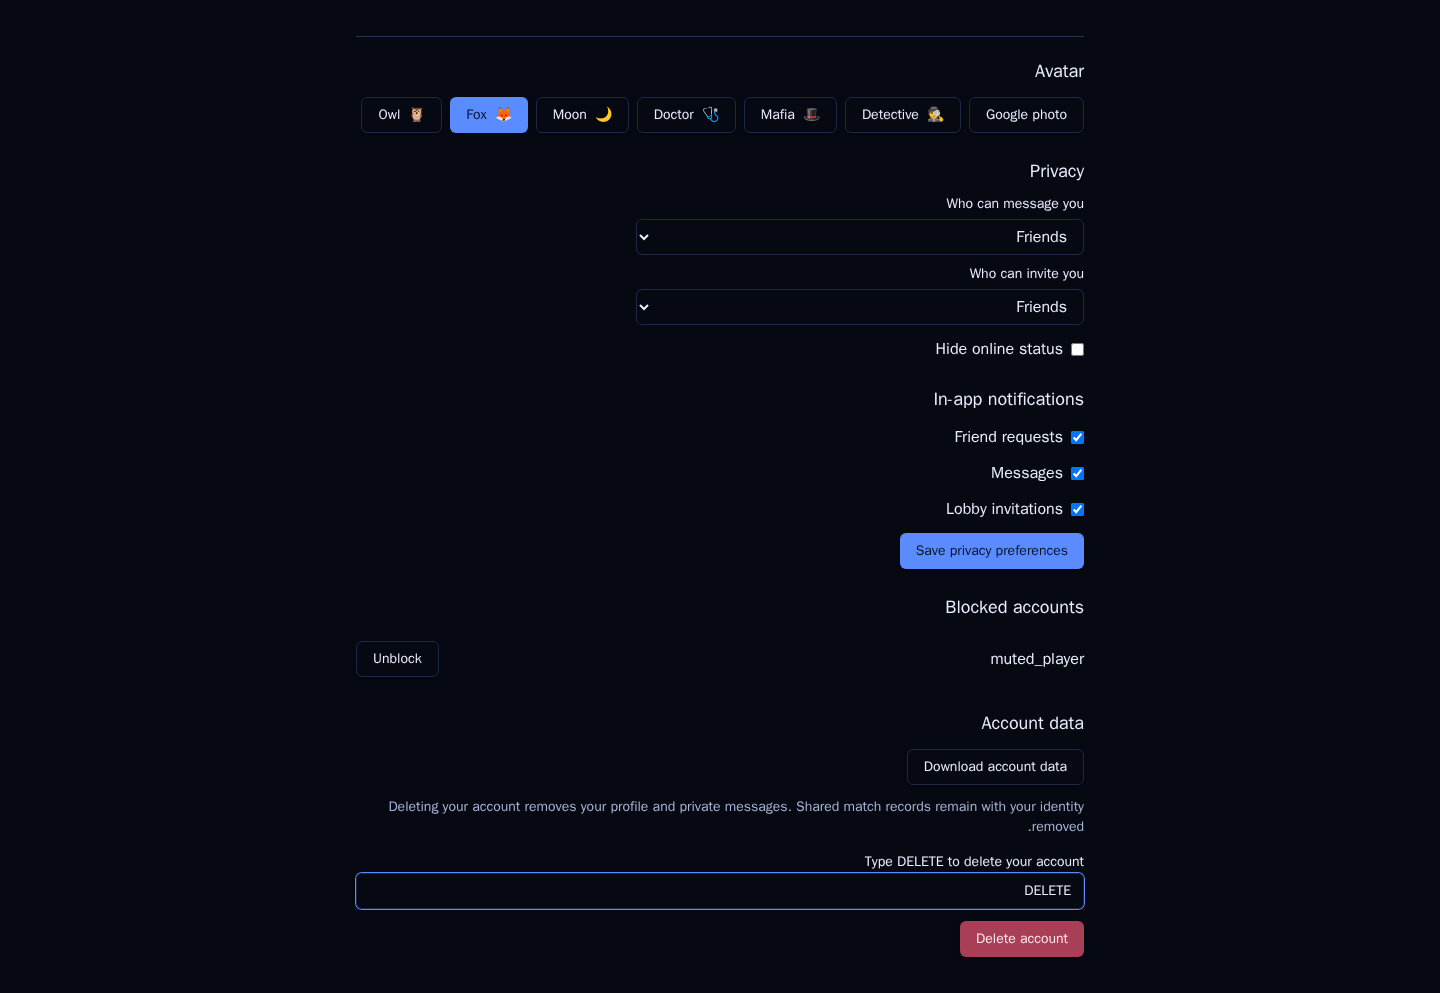 Avatar
Google photo
Detective 🕵️
Mafia 🎩
Doctor 🩺
Moon 🌙
Fox 🦊
Owl 🦉
Privacy
Who can message you
Friends
Who can invite you
Friends
Hide online status
In-app notifications
Friend requests
Messages
Lobby invitations
Save privacy preferences
Blocked accounts
muted_player
Unblock
Account data
Download account data
Deleting your account removes your profile and private messages. Shared match records remain with your identity
.removed
Type DELETE to delete your account
DELETE
Delete account